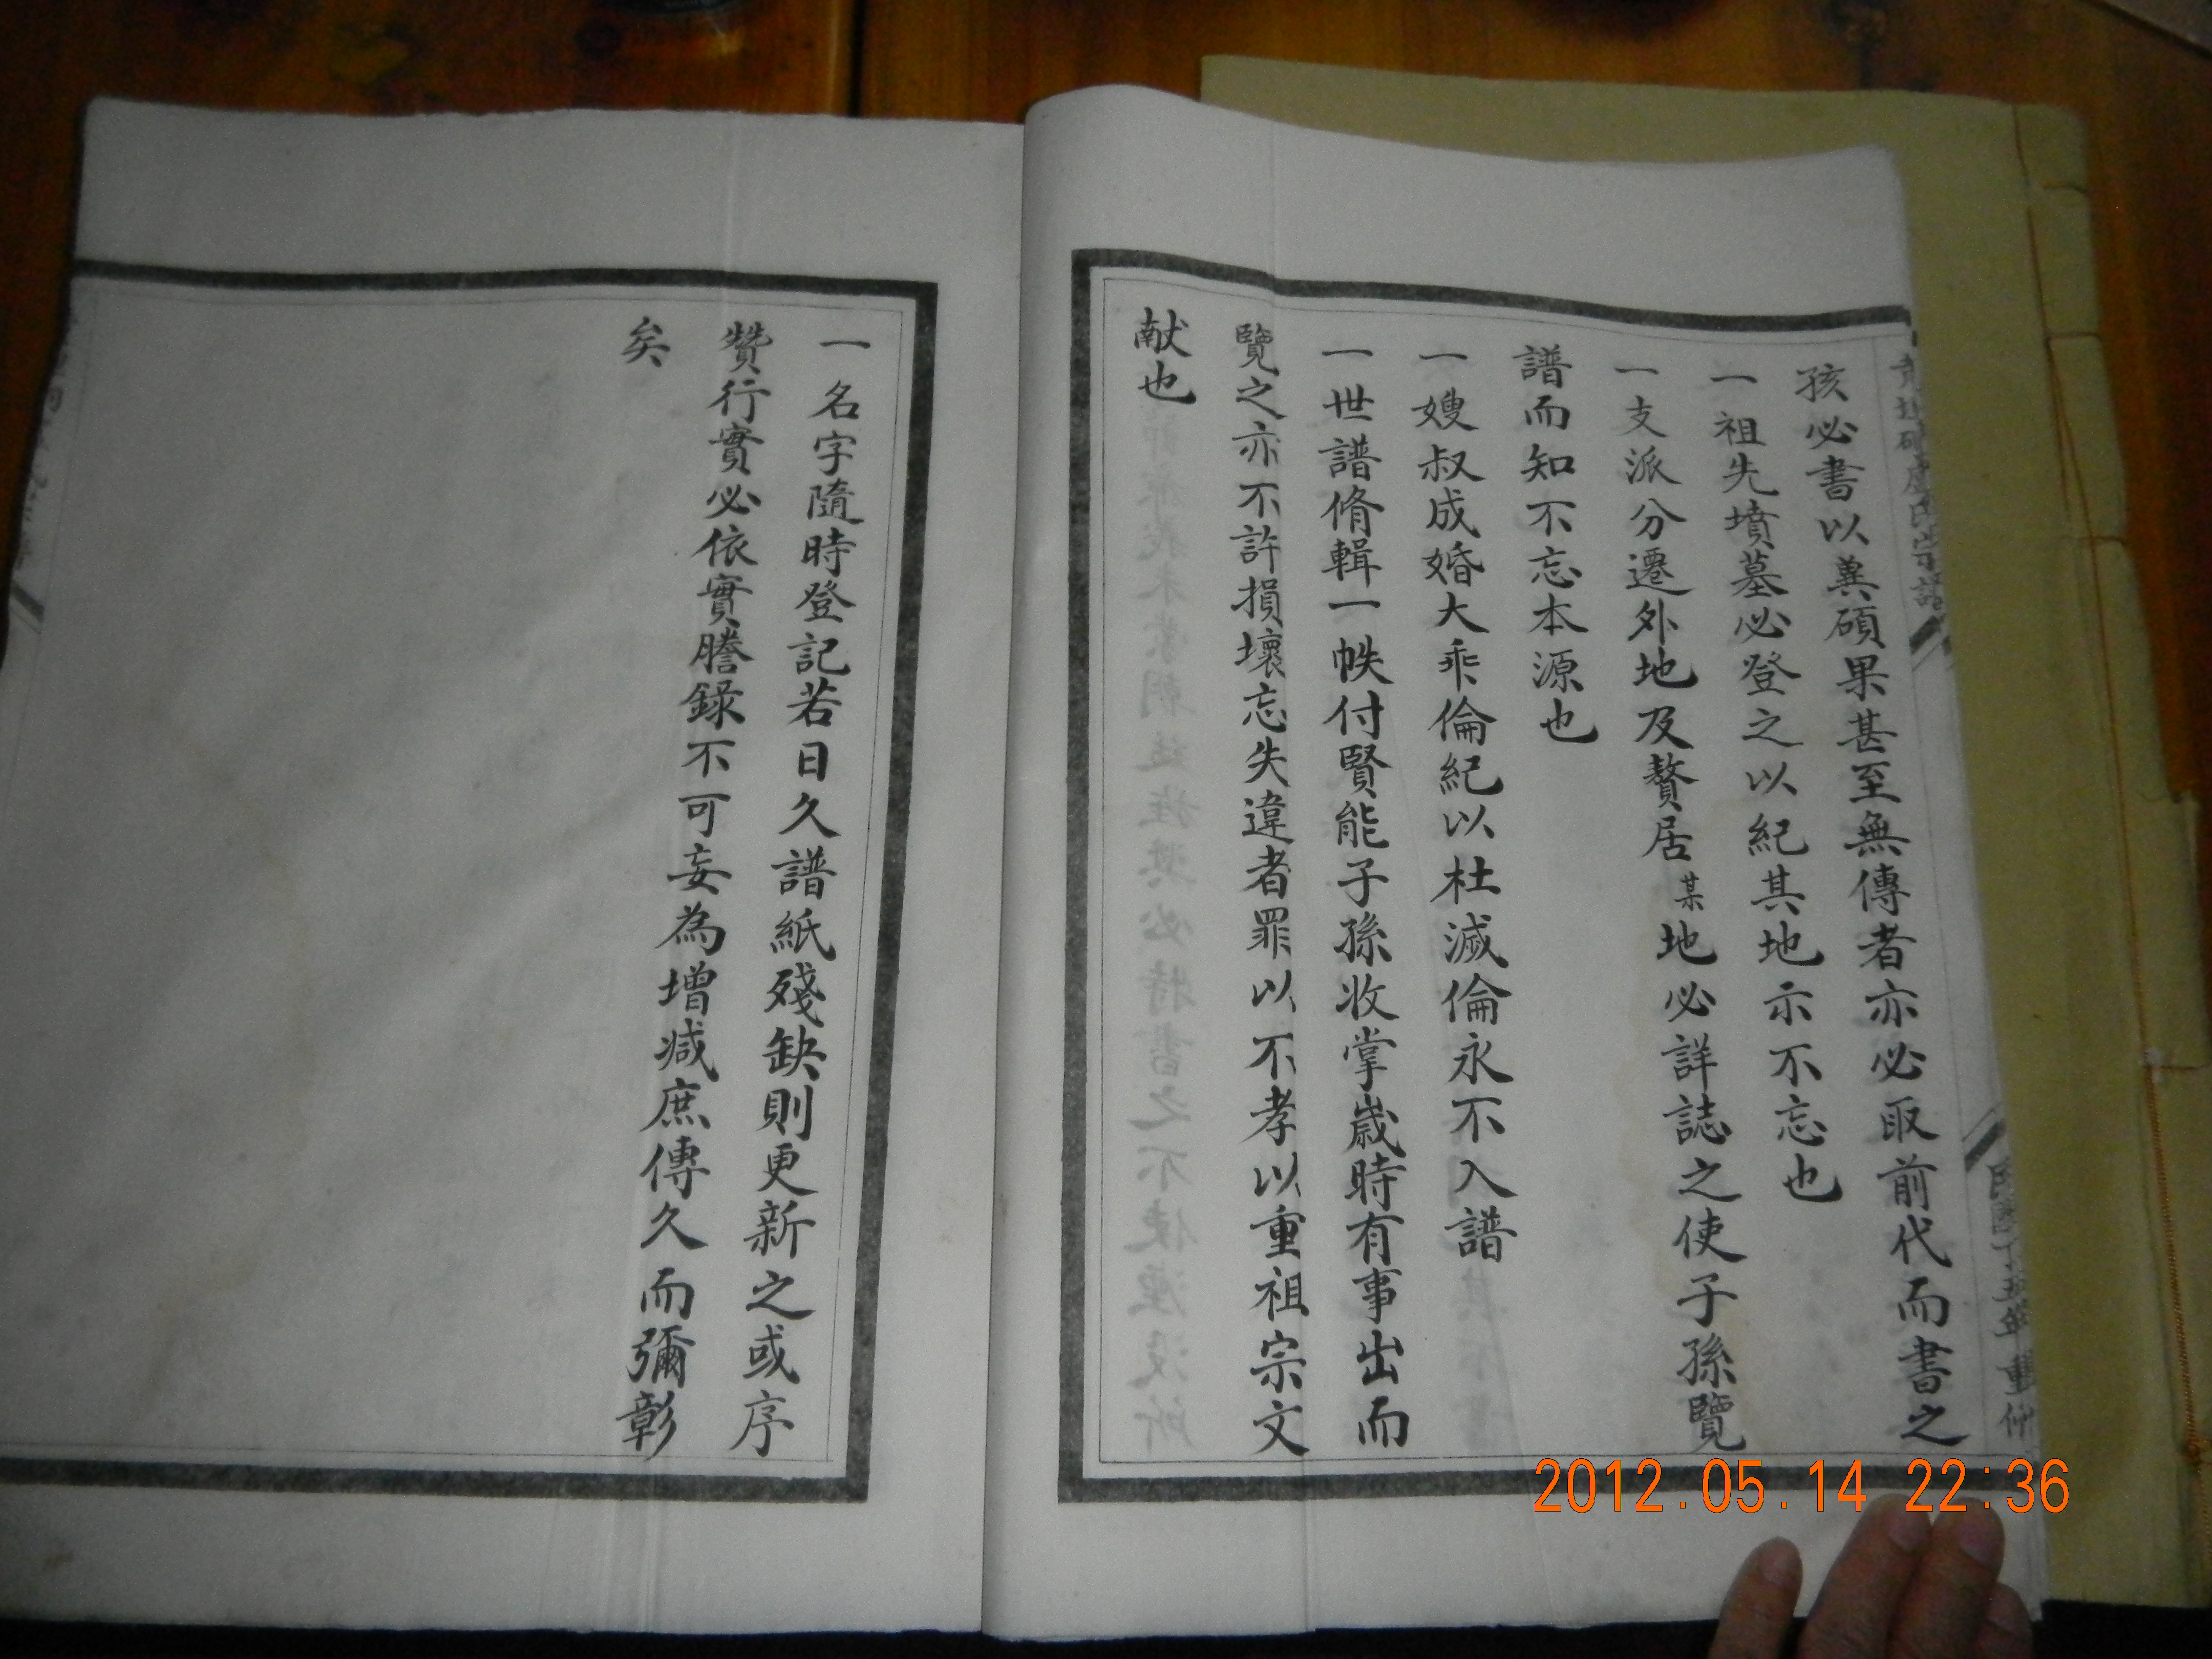 孩必書以冀碩果甚至無傳者亦必取前代而書之
一祖先墳墓必登之以紀其地示不忘也
一支派分遷外地及贅居某地必詳誌之使子孫覽
譜而知不忘本源也
一嫂叔成婚大乖倫紀以杜滅倫永不入譜
一世譜脩輯一帙付賢能子孫收掌歲時有事出而
覽之亦不許損壞忘失違者罪以不孝以重祖宗文
献也
一名字隨時登記若日久譜紙殘缺則更新之或序
贊行實必依實謄錄不可妄為增減庶傳久而彌彰
矣
2012.05.14 22:36